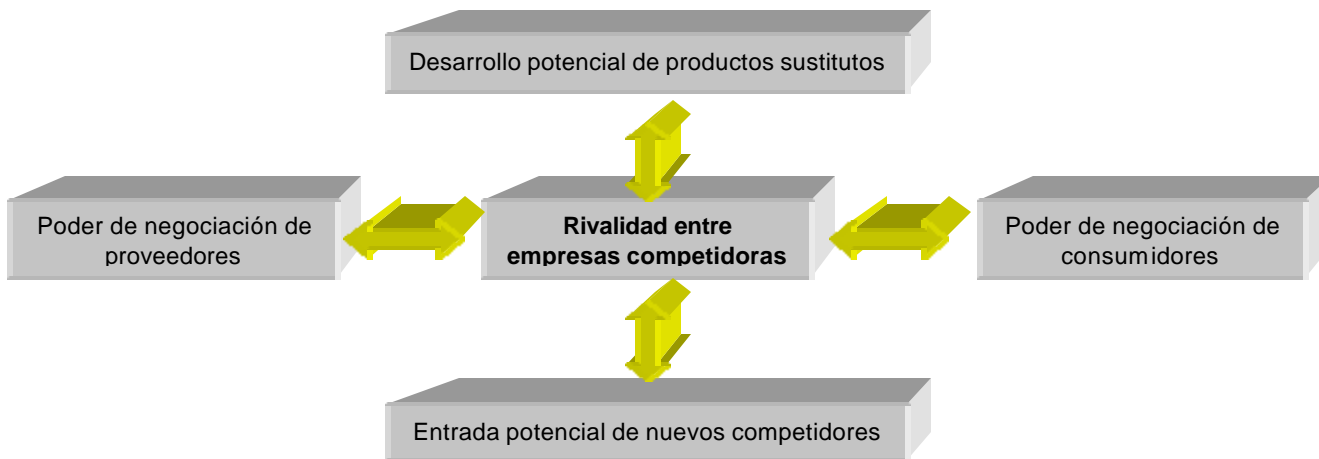 Desarrollo potencial de productos sustitutos
Poder de negociación de
proveedores
Rivalidad entre
empresas competidoras
Poder de negociación de
consumidores
Entrada potencial de nuevos competidores